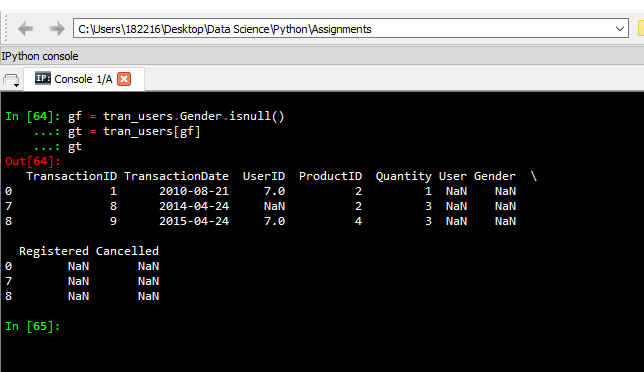 C:\Users\182216\Desktop\Data Science\Python\Assignments
IPython console
IP: Console 1/A
In [64]: gf = tran_users.Gender.isnull()
    ...: gt = tran_users[gf]
    ...: gt
Out[64]:
   TransactionID TransactionDate  UserID  ProductID  Quantity User Gender  \
0              1      2010-08-21     7.0          2         1  NaN    NaN
7              8      2014-04-24     NaN          2         3  NaN    NaN
8              9      2015-04-24     7.0          4         3  NaN    NaN
  Registered Cancelled
0        NaN       NaN
7        NaN       NaN
8        NaN       NaN
In [65]: